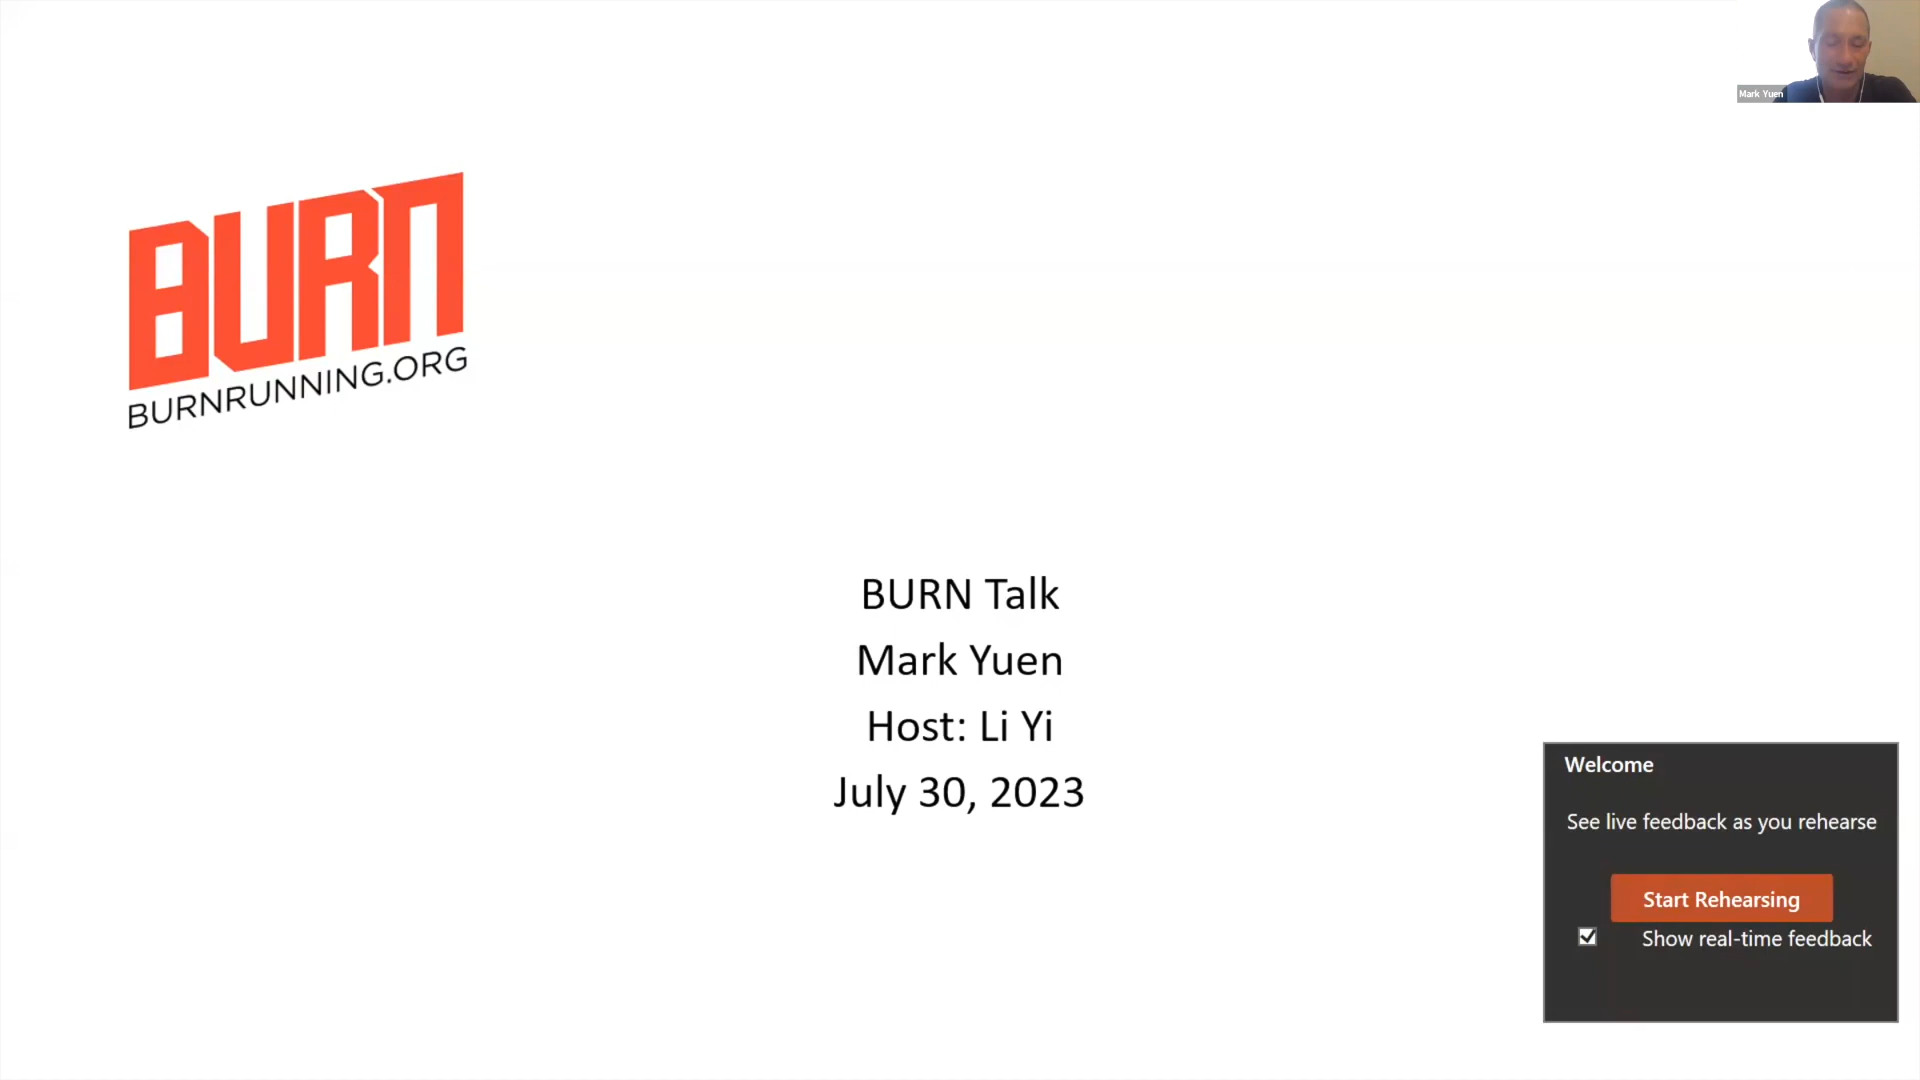 Mark Yuen
BURN
BURNRUNNING.ORG
BURN Talk
Mark Yuen
Host: Li Yi
July 30, 2023
Welcome
See live feedback as you rehearse
Start Rehearsing
Show real-time feedback